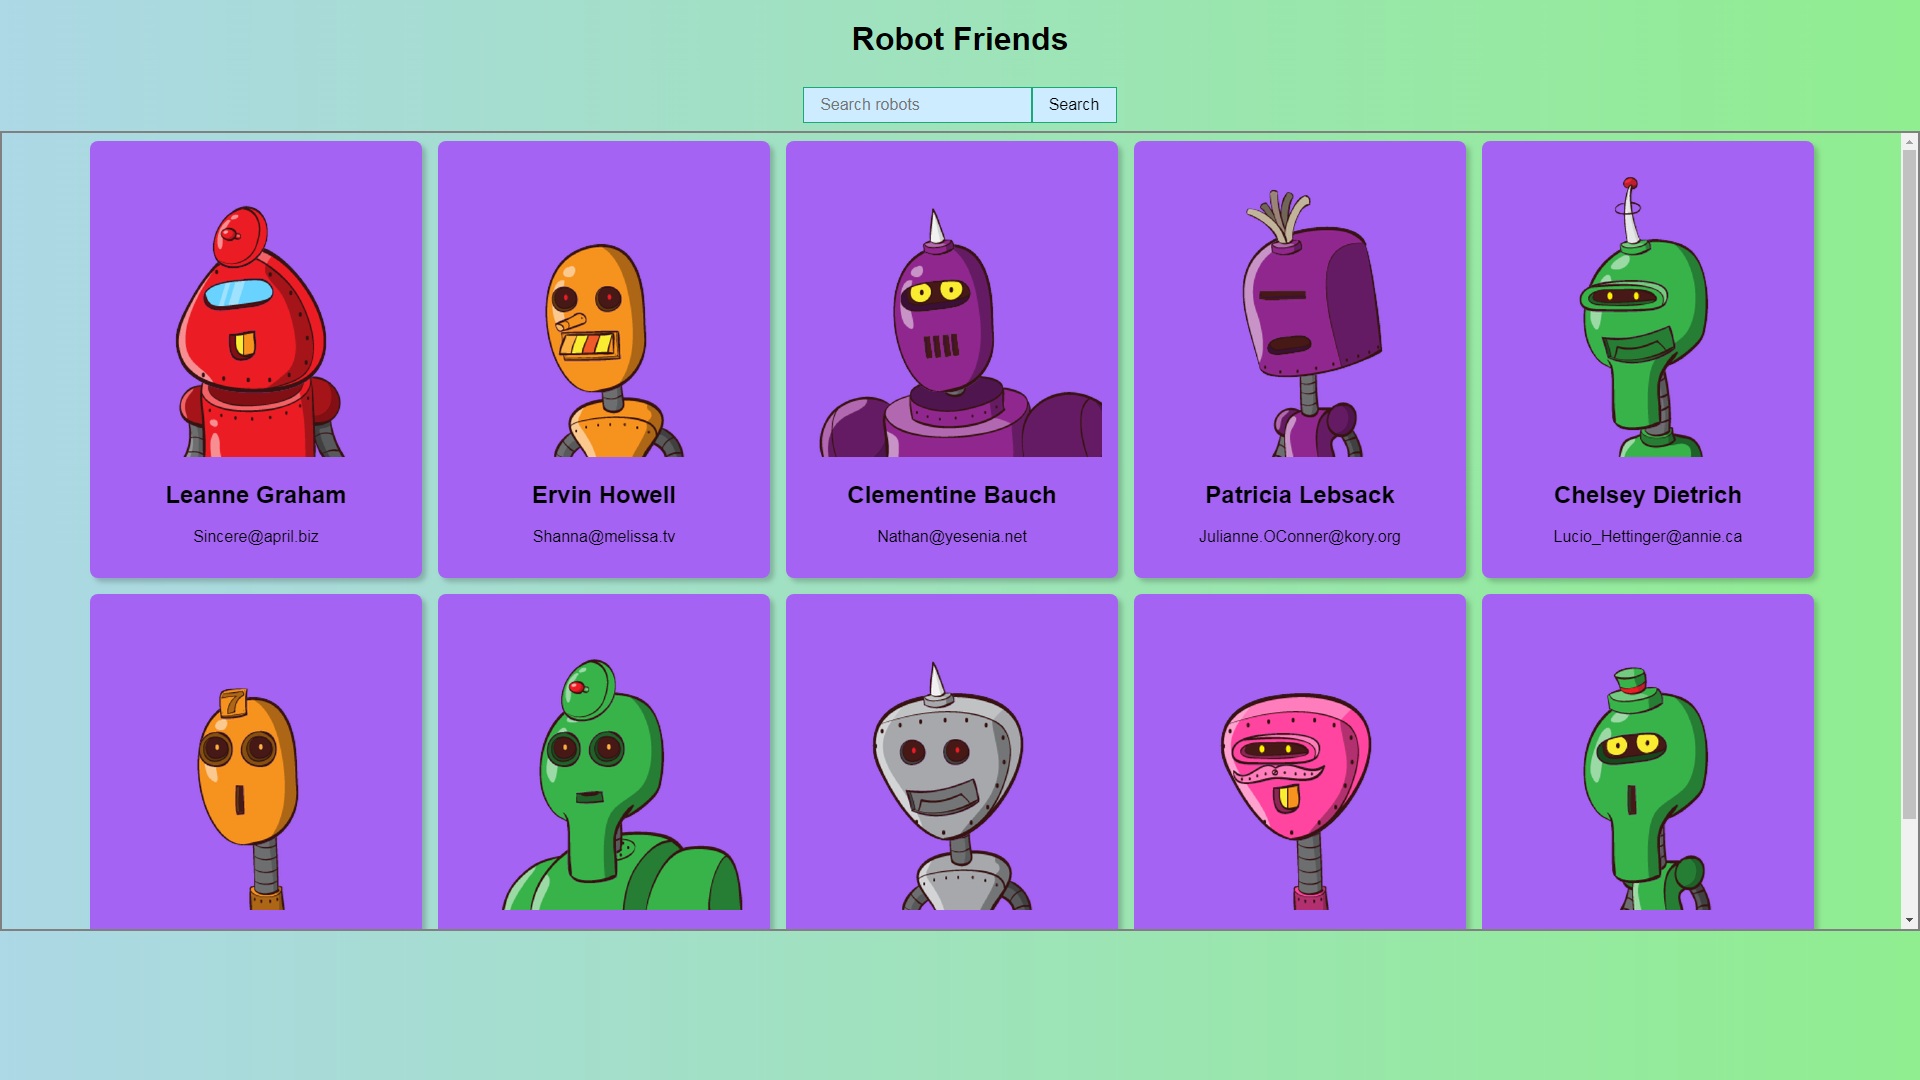 Robot Friends
Search robots
Search
Leanne Graham
Sincere@april.biz
Ervin Howell
Shanna@melissa.tv
Clementine Bauch
Nathan@yesenia.net
Patricia Lebsack
Julianne.OConner@kory.org
Chelsey Dietrich
Lucio_Hettinger@annie.ca
7